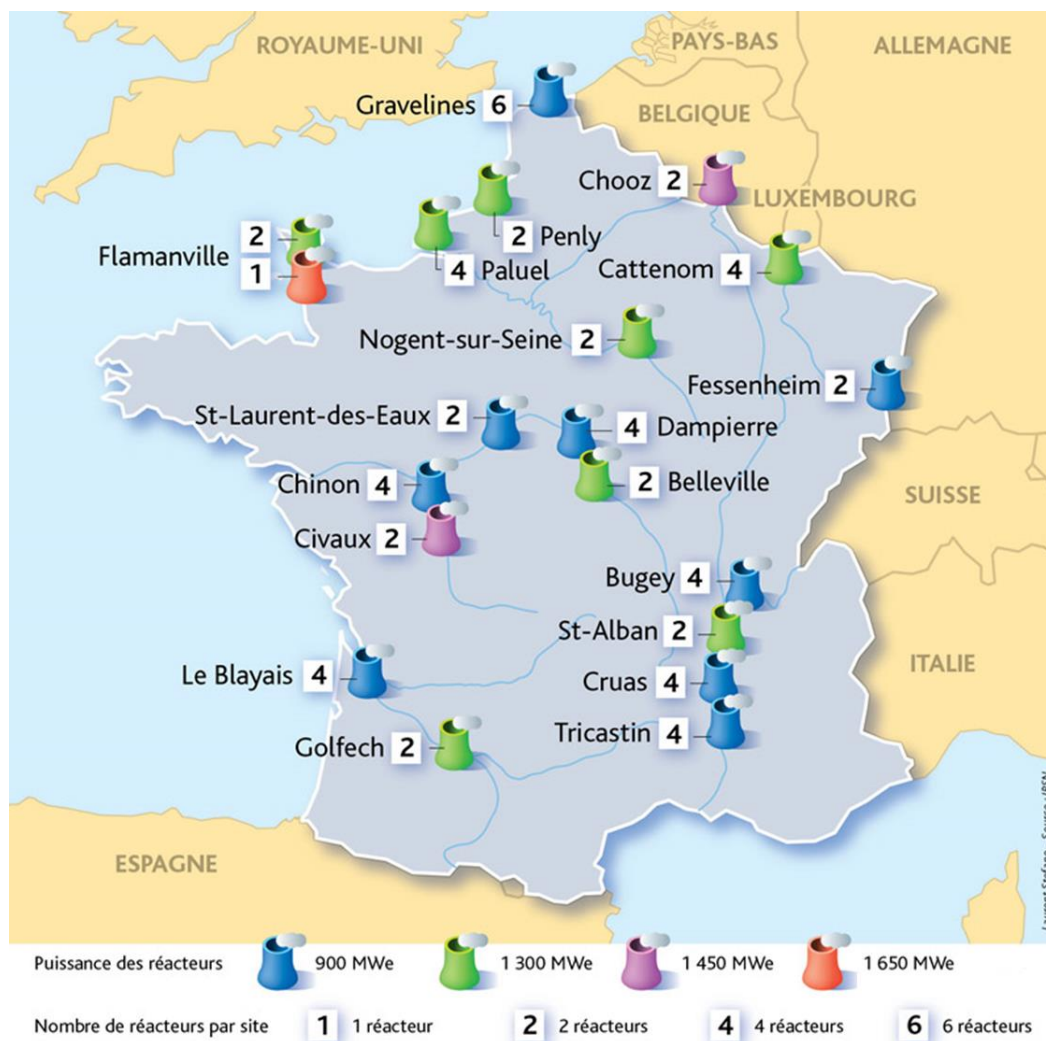 ROYAUME-UNI
PAYS-BAS
ALLEMAGNE
Gravelines 6
BELGIQUE
Chooz 2
LUXEMBOURG
2 Penly
Flamanville 2
1
4 Paluel
Cattenom 4
Nogent-sur-Seine 2
Fessenheim 2
St-Laurent-des-Eaux 2
4 Dampierre
Chinon 4
2 Belleville
SUISSE
Civaux 2
Bugey 4
St-Alban 2
ITALIE
Le Blayais 4
Cruas 4
Tricastin 4
Golfech 2
ESPAGNE
Puissance des réacteurs 900 MWe 1 300 MWe 1 450 MWe 1 650 MWe
Nombre de réacteurs par site 1 1 réacteur 2 2 réacteurs 4 4 réacteurs 6 6 réacteurs